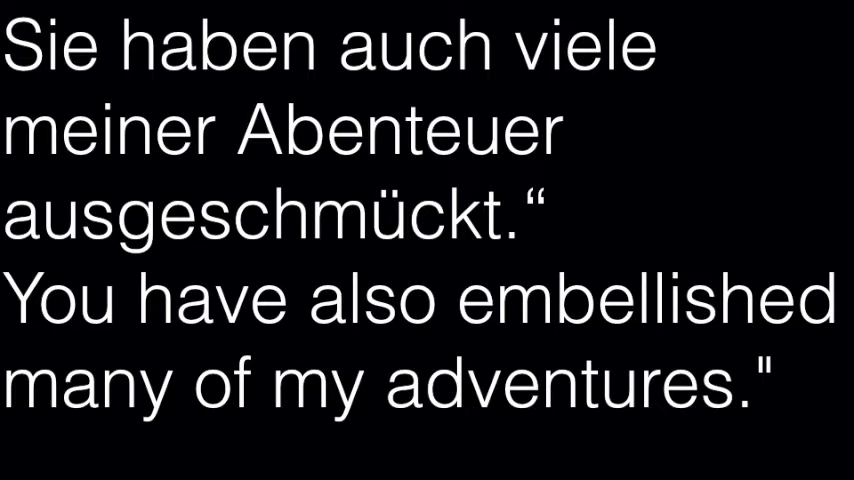 Sie haben auch viele
meiner Abenteuer
ausgeschmückt.“
You have also embellished
many of my adventures."